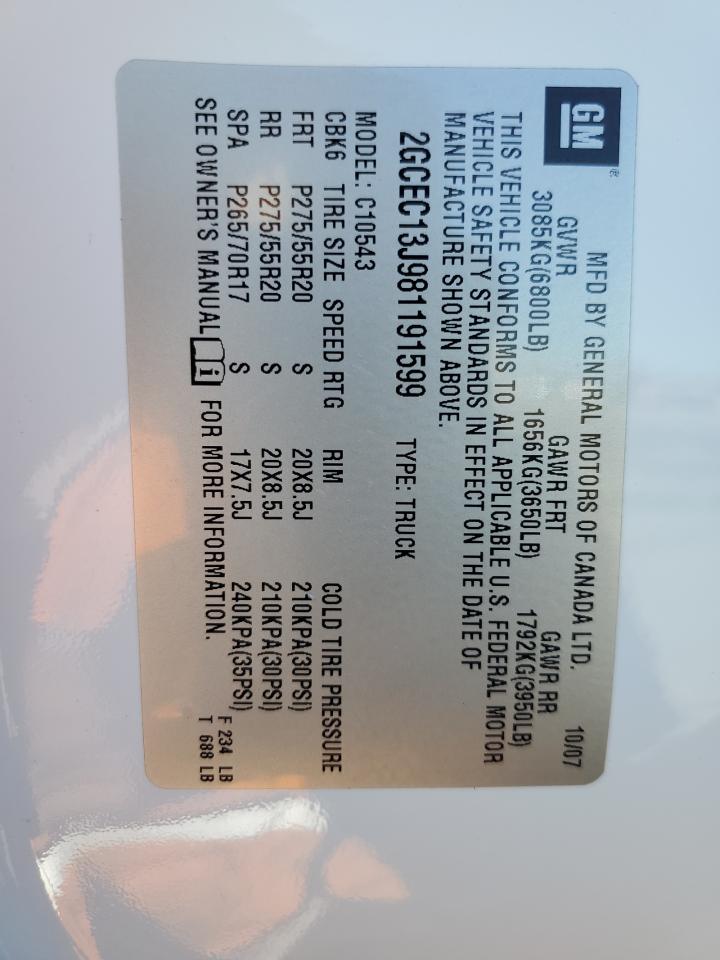 GM®
MFD BY GENERAL MOTORS OF CANADA LTD. 10/07
GVWR GAWR FRT GAWR RR
3085KG(6800LB) 1656KG(3650LB) 1792KG(3950LB)
THIS VEHICLE CONFORMS TO ALL APPLICABLE U.S. FEDERAL MOTOR
VEHICLE SAFETY STANDARDS IN EFFECT ON THE DATE OF
MANUFACTURE SHOWN ABOVE.
2GCEC13J981191599 TYPE: TRUCK
MODEL: C10543
CBK6 TIRE SIZE SPEED RTG RIM COLD TIRE PRESSURE
FRT P275/55R20 S 20X8.5J 210KPA(30PSI)
RR P275/55R20 S 20X8.5J 210KPA(30PSI)
SPA P265/70R17 S 17X7.5J 240KPA(35PSI) F 234 LB
SEE OWNER'S MANUAL i FOR MORE INFORMATION. T 688 LB